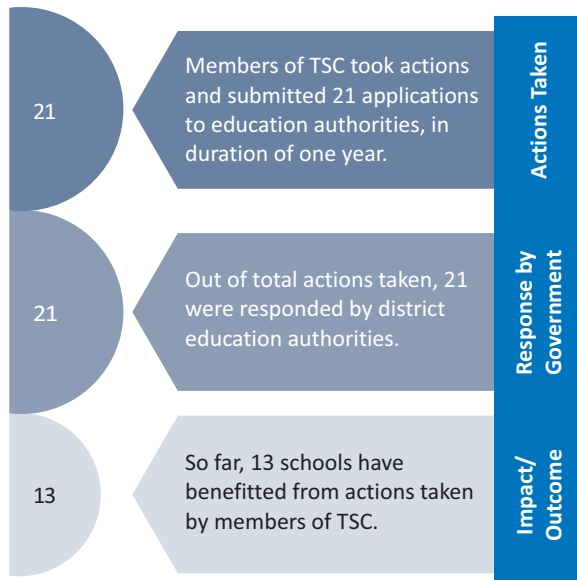 21
Members of TSC took actions
and submitted 21 applications
to education authorities, in
duration of one year.
Actions Taken
21
Out of total actions taken, 21
were responded by district
education authorities.
Response by
Government
13
So far, 13 schools have
benefitted from actions taken
by members of TSC.
Impact/
Outcome